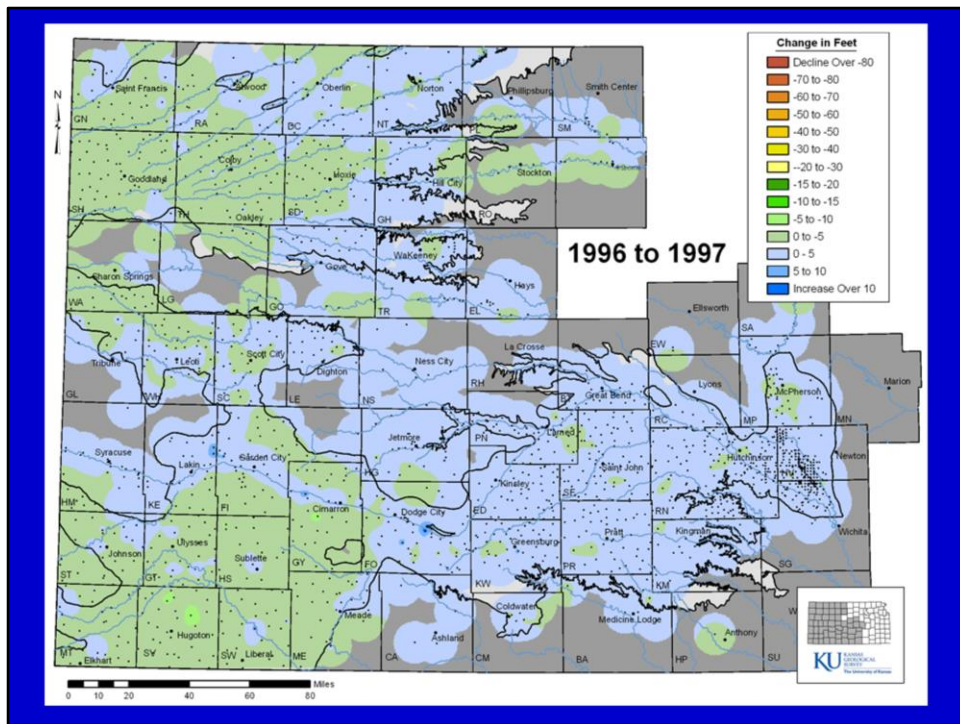 Change in Feet
Decline Over -80
-70 to -80
-60 to -70
-50 to -60
-40 to -50
-30 to -40
--20 to -30
-15 to -20
-10 to -15
-5 to -10
0 to -5
0 - 5
5 to 10
Increase Over 10
1996 to 1997
N
Saint Francis
Atwood
Oberlin
Norton
Phillipsburg
Smith Center
CN
RA
DC
NT
PL
SM
Goodland
Colby
Hoxie
Hill City
Stockton
SH
TH
Oakley
SD
GH
RO
Sharon Springs
Gove
WaKeeney
Hays
WA
LG
GO
TR
EL
Ellsworth
Tribune
Leoti
Scott City
Dighton
Ness City
La Crosse
EW
SA
Great Bend
Lyons
McPherson
Marion
GL
WH
SC
LE
NS
RH
RC
MP
MN
Syracuse
Lakin
Garden City
Jetmore
PN
Larned
Saint John
Hutchinson
Newton
HM
KE
FI
HG
Kinsley
SF
RN
HV
Johnson
Ulysses
Sublette
Cimarron
Dodge City
ED
Greensburg
Pratt
Kingman
Wichita
ST
GT
HS
GY
FO
KW
PR
KM
SG
Hugoton
Liberal
Meade
Ashland
Coldwater
Medicine Lodge
Anthony
Elkhart
MT
SV
SW
ME
CA
CM
BA
HP
SU
Miles
0 10 20 40 60 80
KU
KANSAS
GEOLOGICAL
SURVEY
The University of Kansas